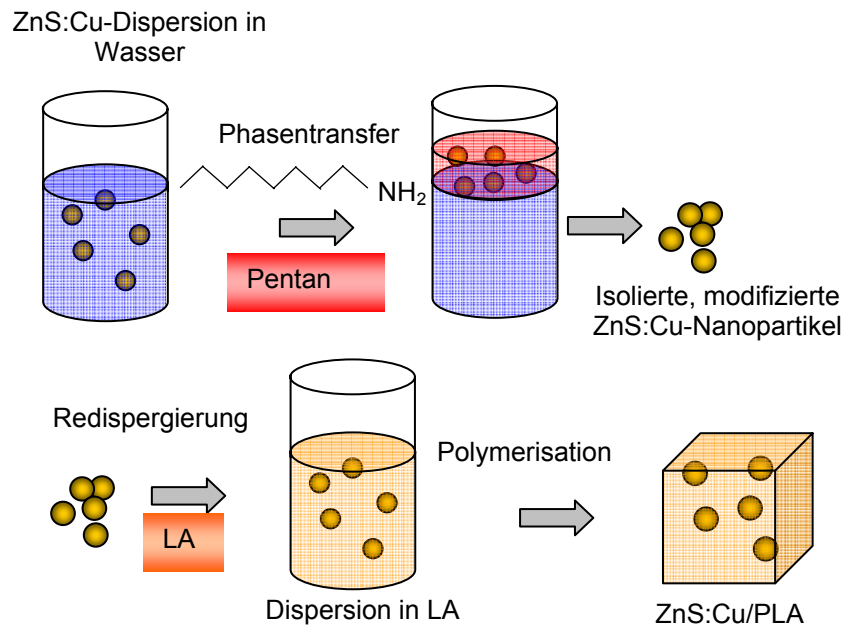 ZnS:Cu-Dispersion in
Wasser
Phasentransfer
NH₂
Pentan
Isolierte, modifizierte
ZnS:Cu-Nanopartikel
Redispergierung
LA
Dispersion in LA
Polymerisation
ZnS:Cu/PLA